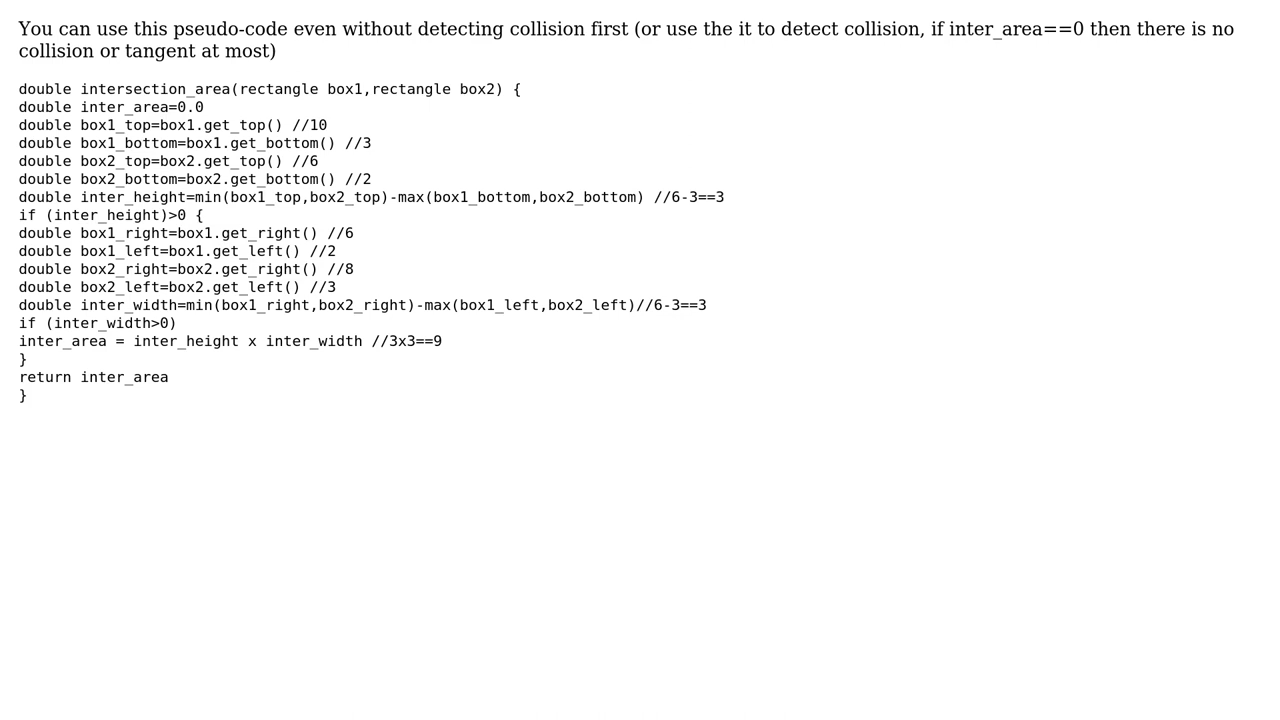 You can use this pseudo-code even without detecting collision first (or use the it to detect collision, if inter_area==0 then there is no
collision or tangent at most)
double intersection_area(rectangle box1,rectangle box2) {
double inter_area=0.0
double box1_top=box1.get_top() //10
double box1_bottom=box1.get_bottom() //3
double box2_top=box2.get_top() //6
double box2_bottom=box2.get_bottom() //2
double inter_height=min(box1_top,box2_top)-max(box1_bottom,box2_bottom) //6-3==3
if (inter_height)>0 {
double box1_right=box1.get_right() //6
double box1_left=box1.get_left() //2
double box2_right=box2.get_right() //8
double box2_left=box2.get_left() //3
double inter_width=min(box1_right,box2_right)-max(box1_left,box2_left)//6-3==3
if (inter_width>0)
inter_area = inter_height x inter_width //3x3==9
}
return inter_area
}